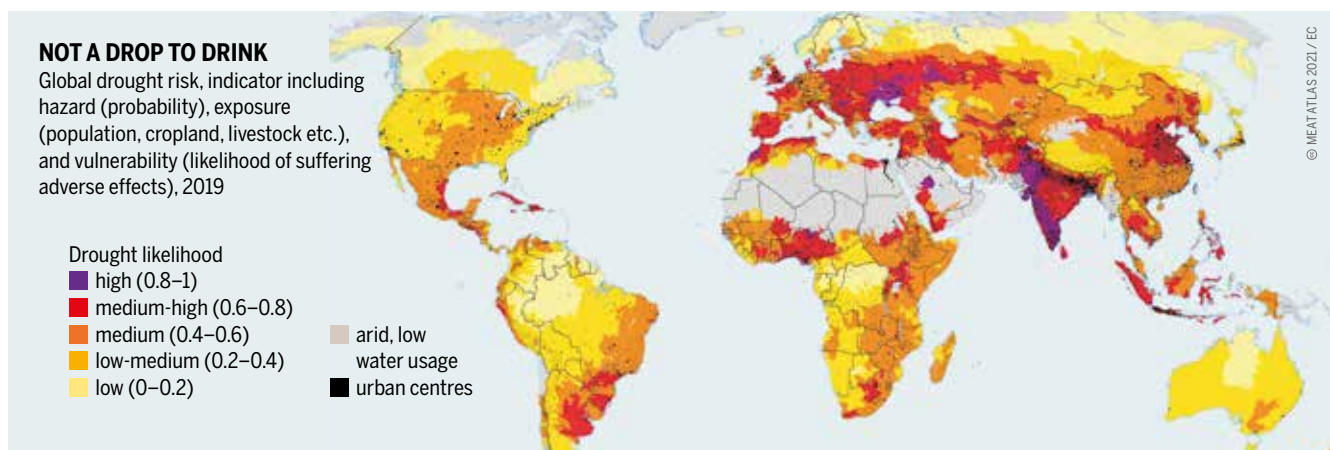 NOT A DROP TO DRINK
Global drought risk, indicator including
hazard (probability), exposure
(population, cropland, livestock etc.),
and vulnerability (likelihood of suffering
adverse effects), 2019
Drought likelihood
high (0.8–1)
medium-high (0.6–0.8)
medium (0.4–0.6)
low-medium (0.2–0.4)
low (0–0.2)
arid, low
water usage
urban centres
© MEAT ATLAS 2021 / EC